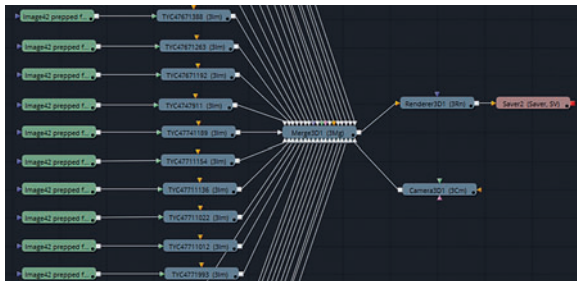 Image42 prepped f... TYC47671388 (3Im)
Image42 prepped f... TYC47671263 (3Im)
Image42 prepped f... TYC47671192 (3Im)
Image42 prepped f... TYC4747911 (3Im)
Image42 prepped f... TYC47741189 (3Im)
Image42 prepped f... TYC47711154 (3Im)
Image42 prepped f... TYC47711136 (3Im)
Image42 prepped f... TYC47711022 (3Im)
Image42 prepped f... TYC47711012 (3Im)
Image42 prepped f... TYC4771993 (3Im)
Merge3D1 (3Mg)
Renderer3D1 (3Rn) Saver2 (Saver, SV)
Camera3D1 (3Cm)